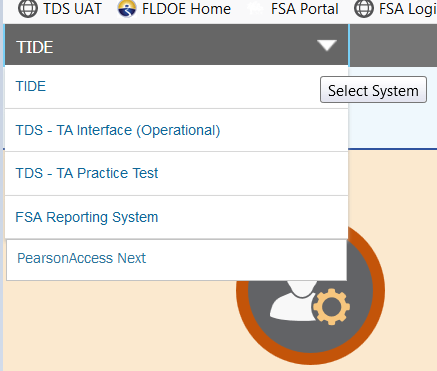 TDS UAT FLDOE Home FSA Portal FSA Logi
TIDE
TIDE
Select System
TDS - TA Interface (Operational)
TDS - TA Practice Test
FSA Reporting System
PearsonAccess Next